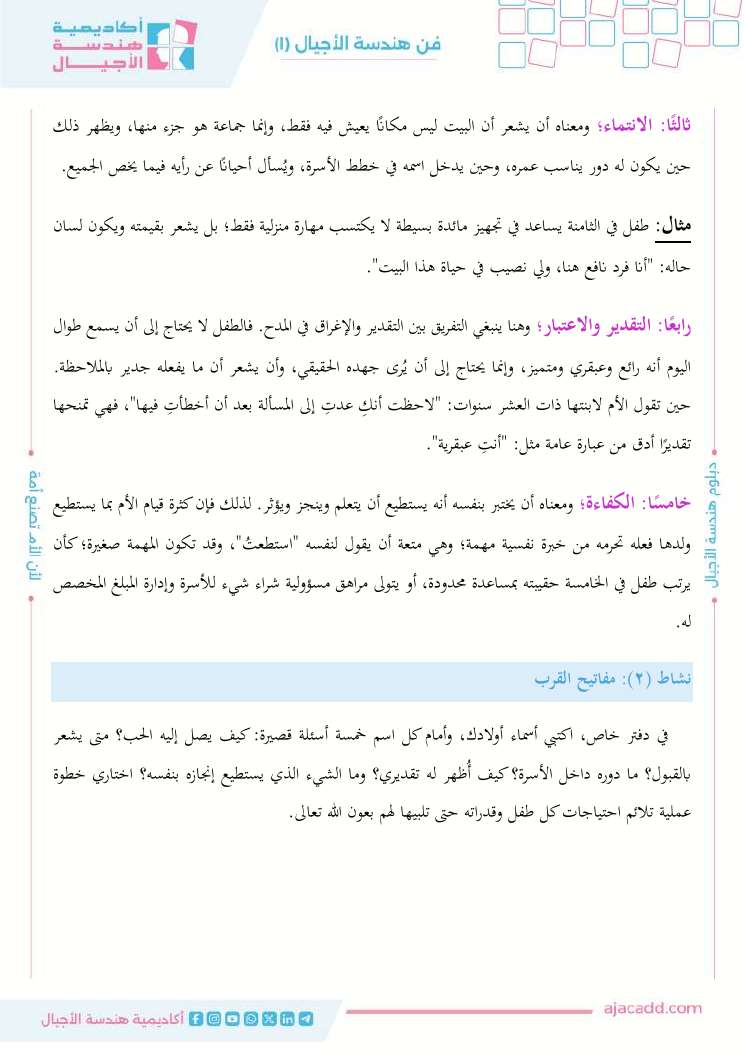 أكاديمية
هندسة
الأجيال
فن هندسة الأجيال (١)
ثالثًا: الانتماء؛ ومعناه أن يشعر أن البيت ليس مكانًا يعيش فيه فقط، وإنما جماعة هو جزء منها، ويظهر ذلك
حين يكون له دور يناسب عمره، وحين يدخل اسمه في خطط الأسرة، ويُسأل أحيانًا عن رأيه فيما يخص الجميع.
مثال: طفل في الثامنة يساعد في تجهيز مائدة بسيطة لا يكتسب مهارة منزلية فقط؛ بل يشعر بقيمته ويكون لسان
حاله: "أنا فرد نافع هنا، ولي نصيب في حياة هذا البيت".
رابعًا: التقدير والاعتبار؛ وهنا ينبغي التفريق بين التقدير والإغراق في المدح. فالطفل لا يحتاج إلى أن يسمع طوال
اليوم أنه رائع وعبقري ومتميز، وإنما يحتاج إلى أن يُرى جهده الحقيقي، وأن يشعر أن ما يفعله جدير بالملاحظة.
حين تقول الأم لابنتها ذات العشر سنوات: "لاحظت أنكِ عدتِ إلى المسألة بعد أن أخطأتِ فيها"، فهي تمنحها
تقديرًا أدق من عبارة عامة مثل: "أنتِ عبقرية".
خامسًا: الكفاءة؛ ومعناه أن يختبر بنفسه أنه يستطيع أن يتعلم وينجز ويؤثر. لذلك فإن كثرة قيام الأم بما يستطيع
ولدها فعله تحرمه من خبرة نفسية مهمة؛ وهي متعة أن يقول لنفسه "استطعتُ"، وقد تكون المهمة صغيرة؛ كأن
يرتب طفل في الخامسة حقيبته بمساعدة محدودة، أو يتولى مراهق مسؤولية شراء شيء للأسرة وإدارة المبلغ المخصص
له.
نشاط (٢): مفاتيح القرب
في دفتر خاص، اكتبي أسماء أولادك، وأمام كل اسم خمسة أسئلة قصيرة: كيف يصل إليه الحب؟ متى يشعر
بالقبول؟ ما دوره داخل الأسرة؟ كيف أُظهر له تقديري؟ وما الشيء الذي يستطيع إنجازه بنفسه؟ اختاري خطوة
عملية تلائم احتياجات كل طفل وقدراته حتى تلبيها لهم بعون الله تعالى.
دبلوم هندسة الأجيال
لأن الأم تصنع أمة
أكاديمية هندسة الأجيال
ajacadd.com